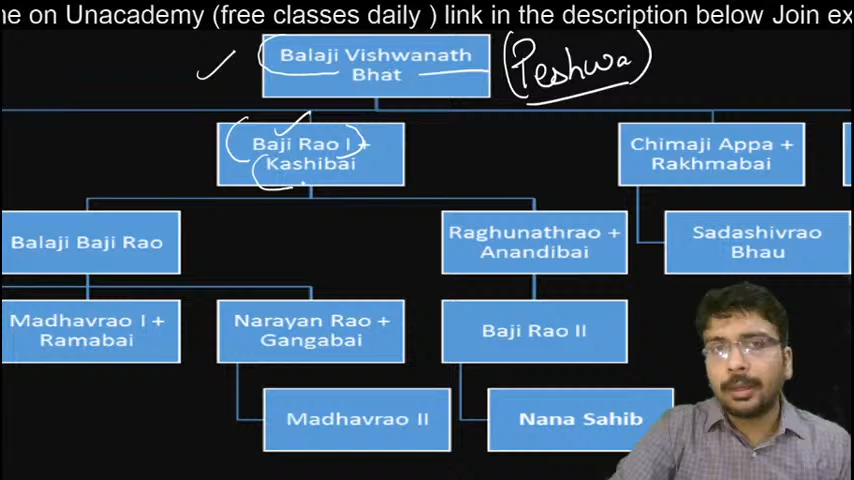 ne on Unacademy (free classes daily ) link in the description below Join ex
Balaji Vishwanath
Bhat
(Peshwa)
Baji Rao I +
Kashibai
Chimaji Appa +
Rakhmabai
Balaji Baji Rao
Raghunathrao +
Anandibai
Sadashivrao
Bhau
Madhavrao I +
Ramabai
Narayan Rao +
Gangabai
Baji Rao II
Madhavrao II
Nana Sahib